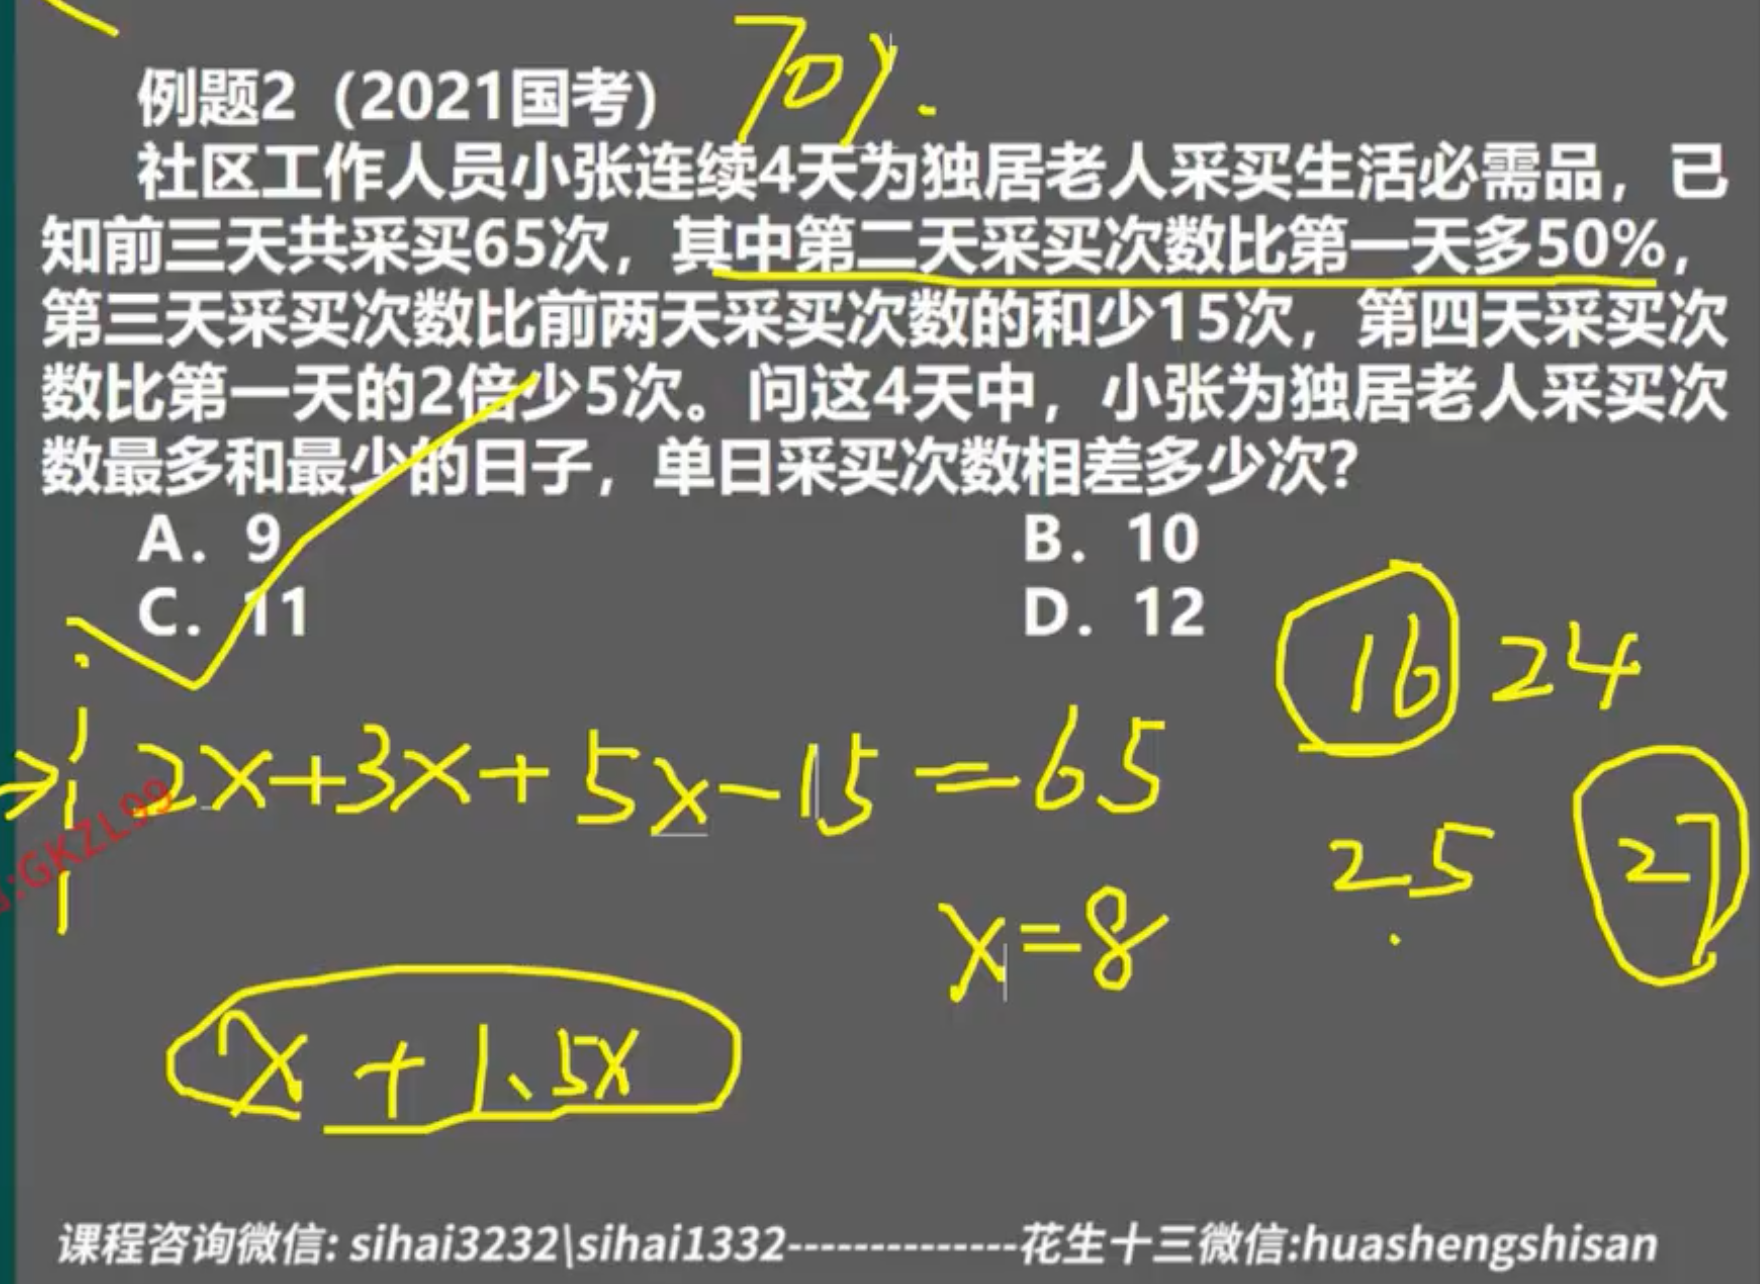 70%.
例题2（2021国考）
社区工作人员小张连续4天为独居老人采买生活必需品，已
知前三天共采买65次，其中第二天采买次数比第一天多50%，
第三天采买次数比前两天采买次数的和少15次，第四天采买次
数比第一天的2倍少5次。问这4天中，小张为独居老人采买次
数最多和最少的日子，单日采买次数相差多少次？
A. 9 B. 10
C. 11 D. 12
16 24
2x+3x+5x-15=65
GKZL99
25 27
x=8
x+1.5x
课程咨询微信: sihai3232\sihai1332--------------花生十三微信:huashengshisan